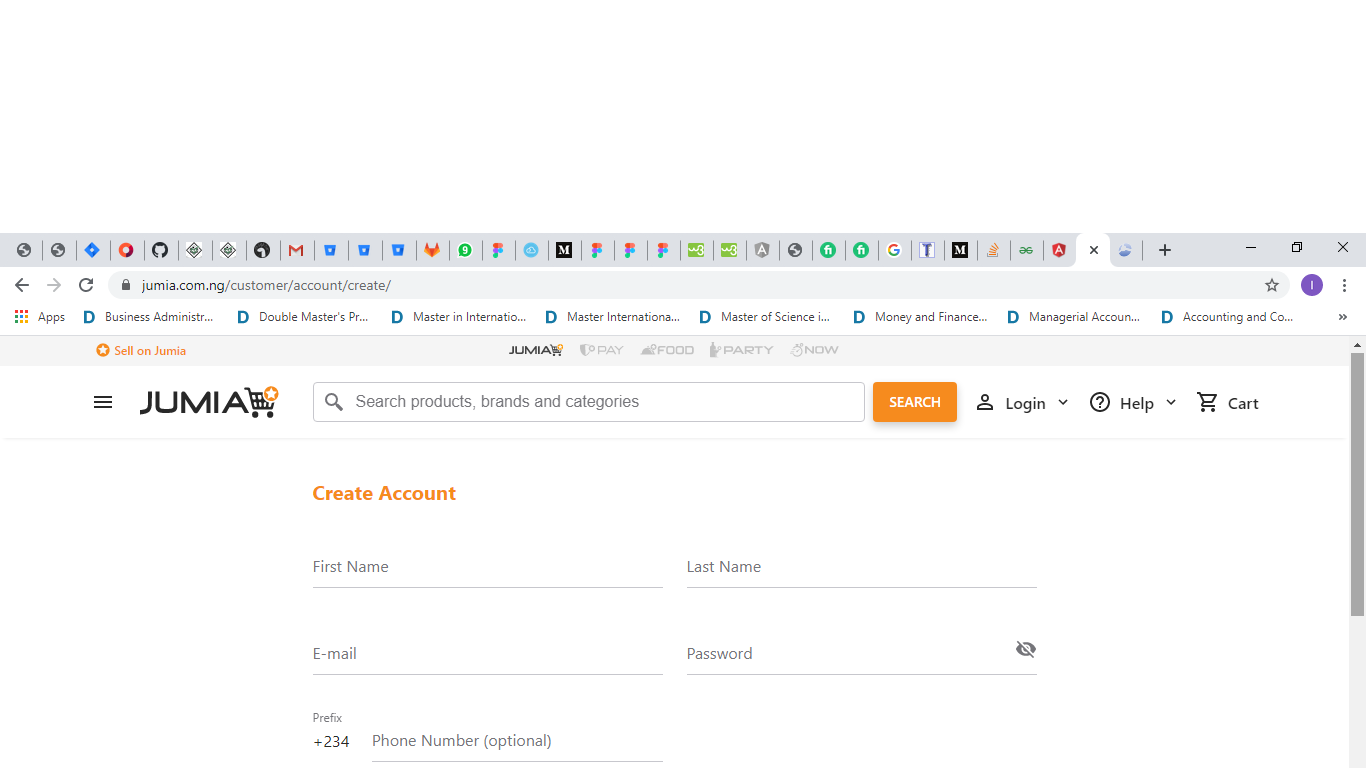 jumia.com.ng/customer/account/create/
I
Apps
Business Administr...
Double Master's Pr...
Master in Internatio...
Master Internationa...
Master of Science i...
Money and Finance...
Managerial Accoun...
Accounting and Co...
»
Sell on Jumia
JUMIA
PAY
FOOD
PARTY
NOW
JUMIA
Search products, brands and categories
SEARCH
Login
Help
Cart
Create Account
First Name
Last Name
E-mail
Password
Prefix
+234
Phone Number (optional)